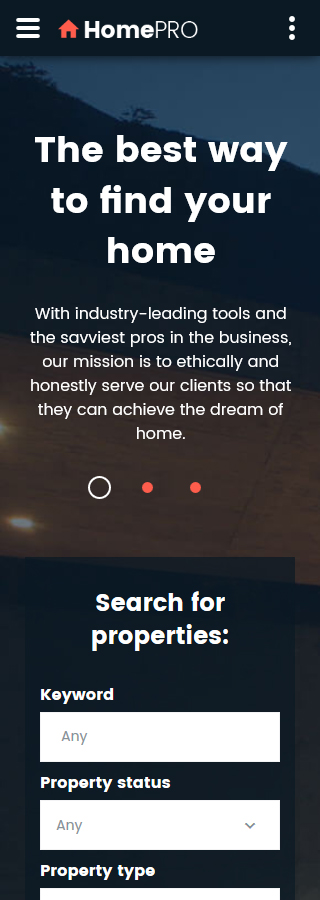 HomePRO
The best way
to find your
home
With industry-leading tools and
the savviest pros in the business,
our mission is to ethically and
honestly serve our clients so that
they can achieve the dream of
home.
Search for
properties:
Keyword
Any
Property status
Any
Property type